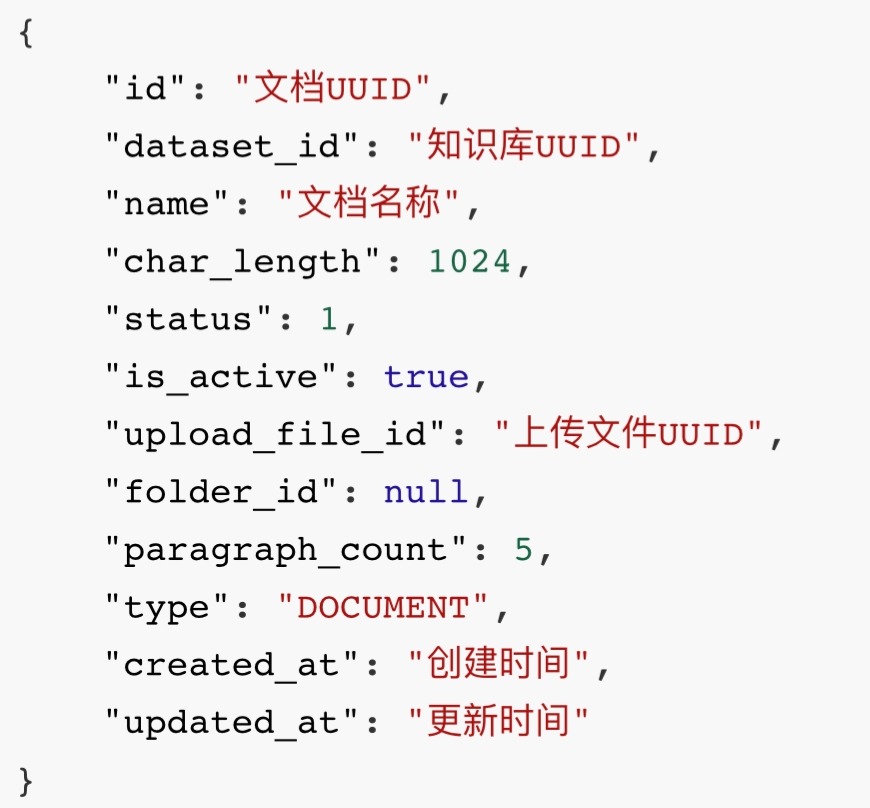 {
    "id": "文档UUID",
    "dataset_id": "知识库UUID",
    "name": "文档名称",
    "char_length": 1024,
    "status": 1,
    "is_active": true,
    "upload_file_id": "上传文件UUID",
    "folder_id": null,
    "paragraph_count": 5,
    "type": "DOCUMENT",
    "created_at": "创建时间",
    "updated_at": "更新时间"
}